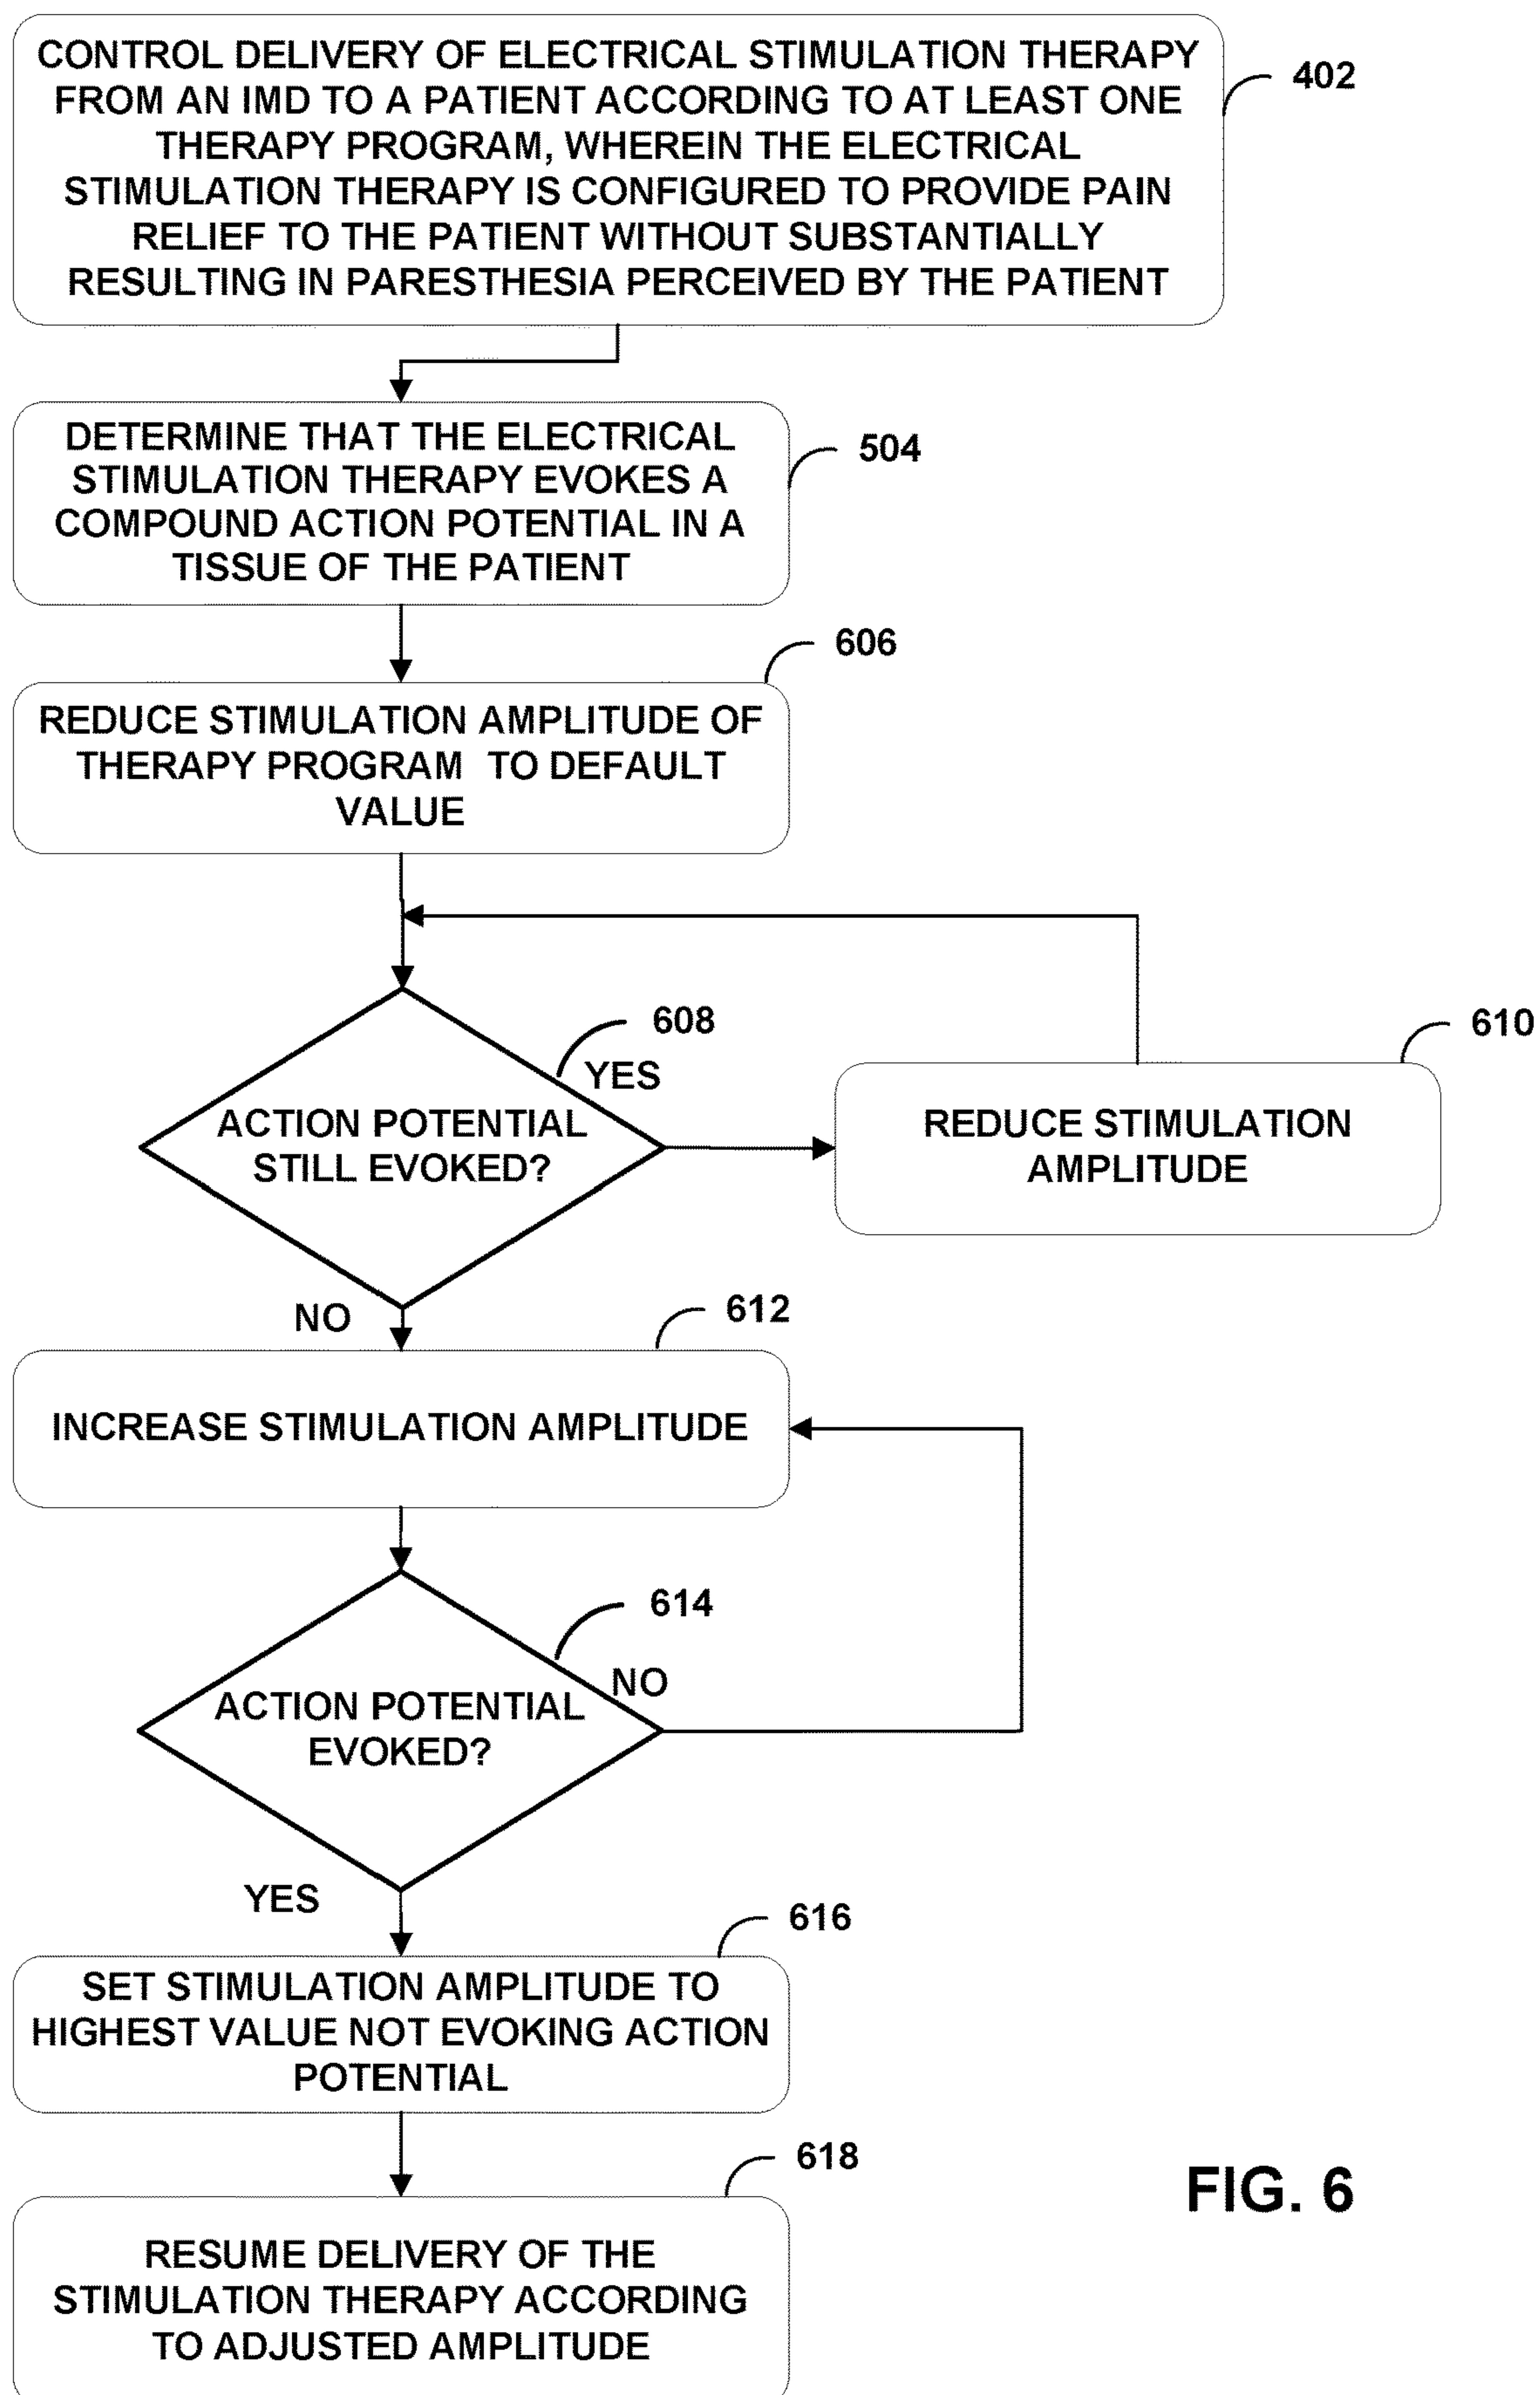 CONTROL DELIVERY OF ELECTRICAL STIMULATION THERAPY
FROM AN IMD TO A PATIENT ACCORDING TO AT LEAST ONE
THERAPY PROGRAM, WHEREIN THE ELECTRICAL
STIMULATION THERAPY IS CONFIGURED TO PROVIDE PAIN
RELIEF TO THE PATIENT WITHOUT SUBSTANTIALLY
RESULTING IN PARESTHESIA PERCEIVED BY THE PATIENT
402
DETERMINE THAT THE ELECTRICAL
STIMULATION THERAPY EVOKES A
COMPOUND ACTION POTENTIAL IN A
TISSUE OF THE PATIENT
504
606
REDUCE STIMULATION AMPLITUDE OF
THERAPY PROGRAM TO DEFAULT
VALUE
608
YES
ACTION POTENTIAL
STILL EVOKED?
610
REDUCE STIMULATION
AMPLITUDE
NO
612
INCREASE STIMULATION AMPLITUDE
614
NO
ACTION POTENTIAL
EVOKED?
YES
616
SET STIMULATION AMPLITUDE TO
HIGHEST VALUE NOT EVOKING ACTION
POTENTIAL
618
RESUME DELIVERY OF THE
STIMULATION THERAPY ACCORDING
TO ADJUSTED AMPLITUDE
FIG. 6